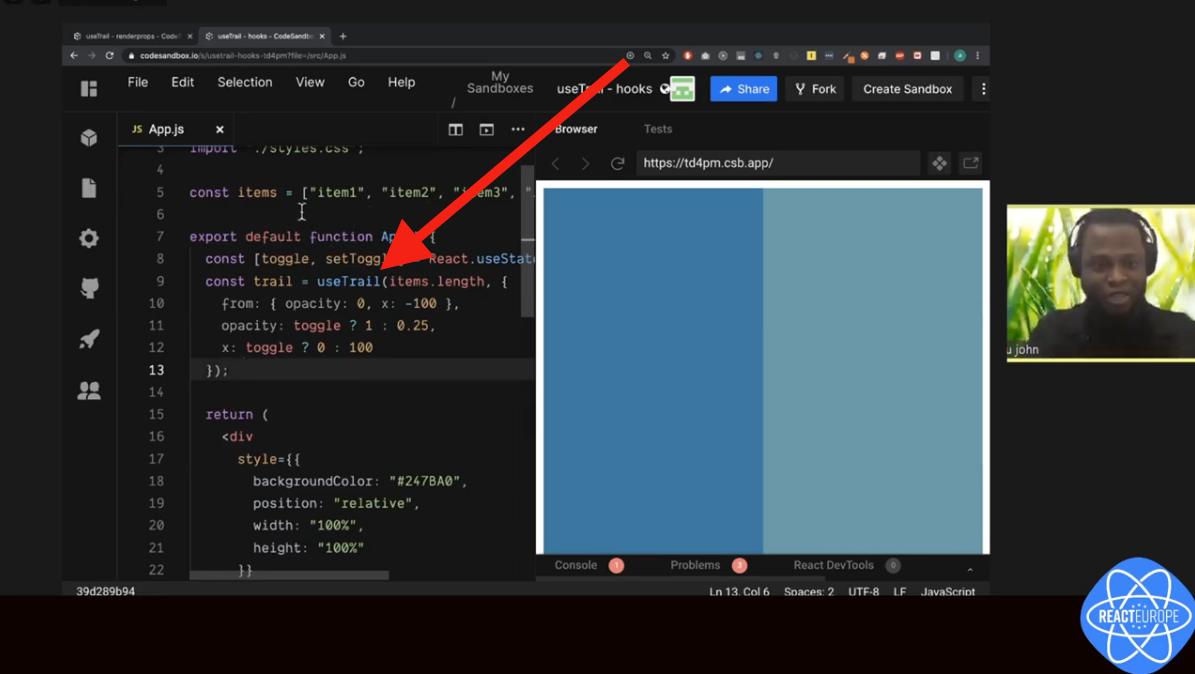 useTrail - renderprops - CodeS
useTrail - hooks - CodeSandb
codesandbox.io/s/usetrail-hooks-td4pm?file=/src/App.js
File Edit Selection View Go Help
My Sandboxes
/
useTrail - hooks
Share
Fork
Create Sandbox
JS App.js
Browser
Tests
https://td4pm.csb.app/
3 import "./styles.css";
4
5 const items = ["item1", "item2", "item3", "
6
7 export default function Ap {
8 const [toggle, setToggl React.useState
9 const trail = useTrail(items.length, {
10 from: { opacity: 0, x: -100 },
11 opacity: toggle ? 1 : 0.25,
12 x: toggle ? 0 : 100
13 });
14
15 return (
16 <div
17 style={{
18 backgroundColor: "#247BA0",
19 position: "relative",
20 width: "100%",
21 height: "100%"
22 }}
Console 1
Problems 3
React DevTools 0
39d289b94
Ln 13, Col 6 Spaces: 2 UTF-8 LF JavaScript
u john
REACTEUROPE